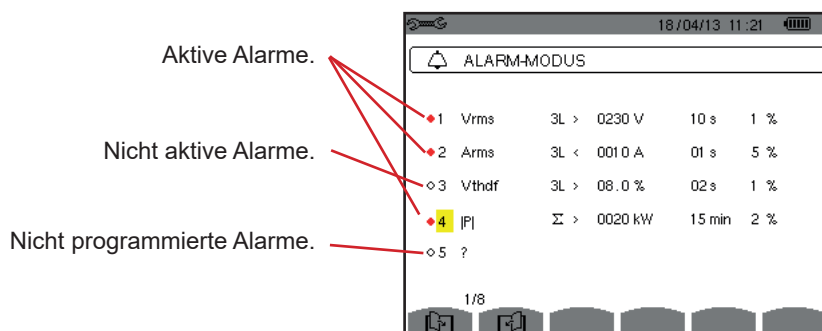 18/04/13 11:21
ALARM-MODUS
Aktive Alarme.
1 Vrms 3L > 0230 V 10 s 1 %
2 Arms 3L < 0010 A 01 s 5 %
Nicht aktive Alarme.
3 Vthdf 3L > 08.0 % 02 s 1 %
4 |P| Σ > 0020 kW 15 min 2 %
Nicht programmierte Alarme.
5 ?
1/8